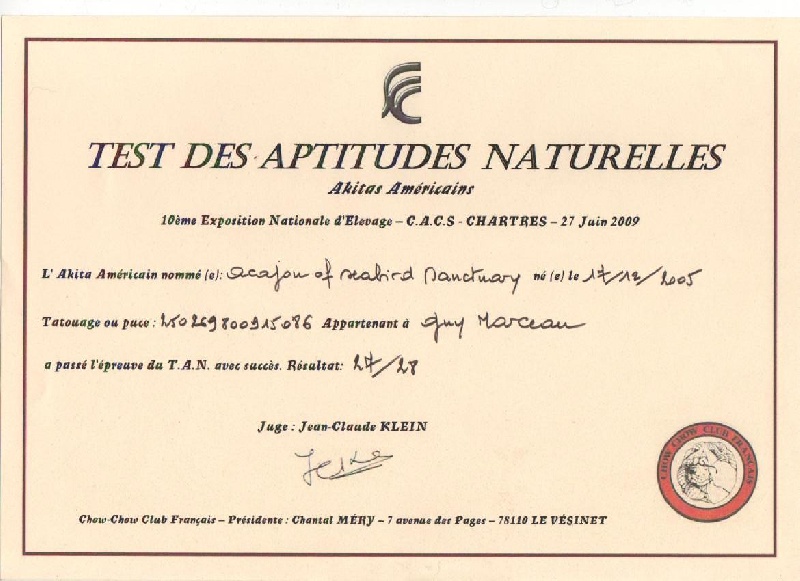 TEST DES APTITUDES NATURELLES
Akitas Américains
10ème Exposition Nationale d'Elevage – C.A.C.S - CHARTRES – 27 Juin 2009
L'Akita Américain nommé (e): Acajou of seabird Sanctuary né (e) le 17/12/2005
Tatouage ou puce : 250269800915086 Appartenant à Guy Marceau
a passé l'épreuve du T.A.N. avec succès. Résultat: 27/28
Juge : Jean-Claude KLEIN
CHOW CHOW CLUB FRANÇAIS
Chow-Chow Club Français – Présidente : Chantal MÉRY – 7 avenue des Pages – 78110 LE VÉSINET